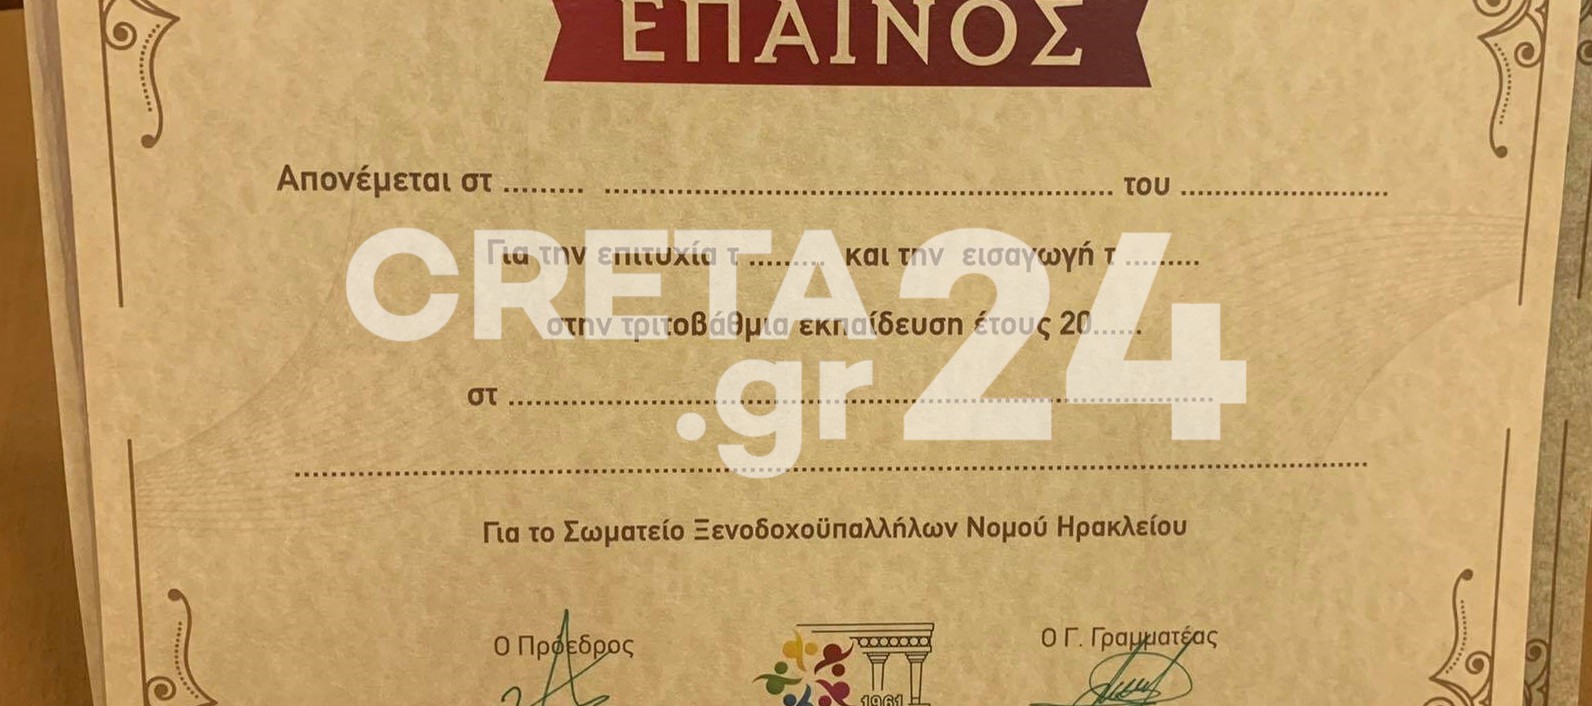 ΕΠΑΙΝΟΣ
Απονέμεται στ ......... ......................................................... του .......................
Για την επιτυχία τ ......... και την εισαγωγή τ .........
στην τριτοβάθμια εκπαίδευση έτους 20......
στ ...............................................................................
........................................................................................................................
CRETA24
.gr
Για το Σωματείο Ξενοδοχοϋπαλλήλων Νομού Ηρακλείου
Ο Πρόεδρος
Ο Γ. Γραμματέας
1961